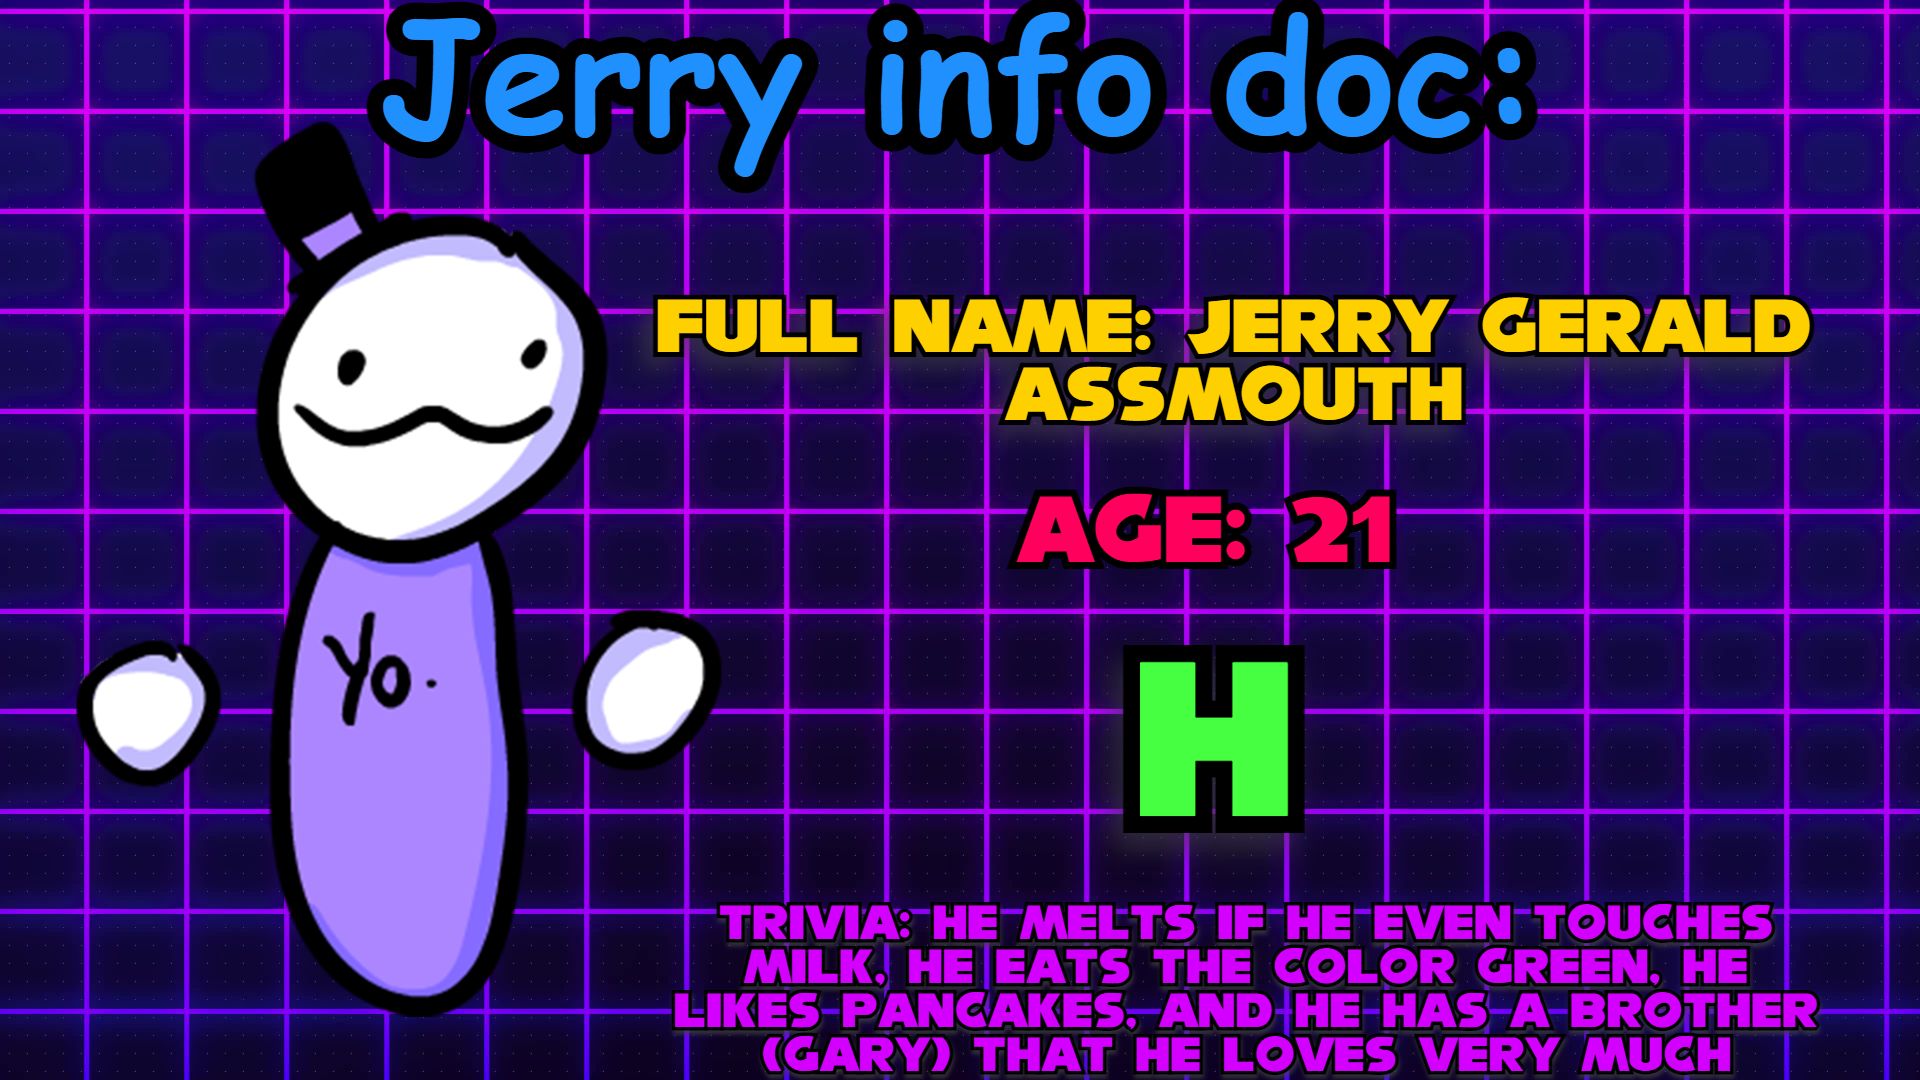 Jerry info doc:
FULL NAME: JERRY GERALD
ASSMOUTH
AGE: 21
Yo.
H
TRIVIA: HE MELTS IF HE EVEN TOUCHES
MILK, HE EATS THE COLOR GREEN, HE
LIKES PANCAKES, AND HE HAS A BROTHER
(GARY) THAT HE LOVES VERY MUCH